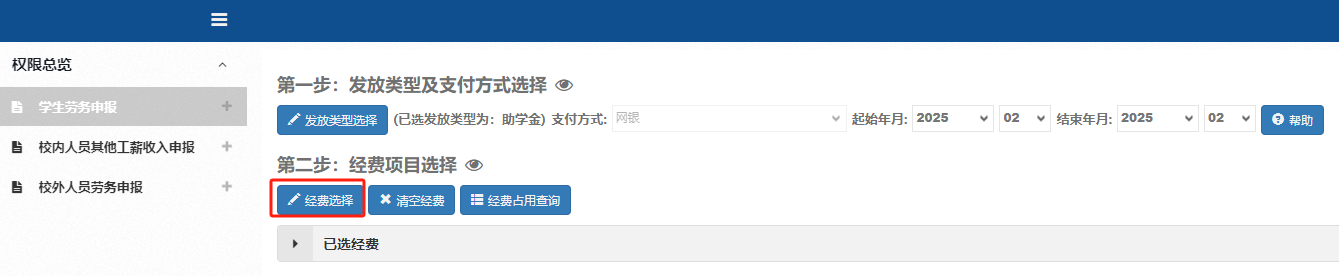 权限总览
学生劳务申报
校内人员其他工薪收入申报
校外人员劳务申报
第一步：发放类型及支付方式选择
发放类型选择 (已选发放类型为：助学金) 支付方式: 网银 起始年月: 2025 02 结束年月: 2025 02 帮助
第二步：经费项目选择
经费选择 清空经费 经费占用查询
已选经费